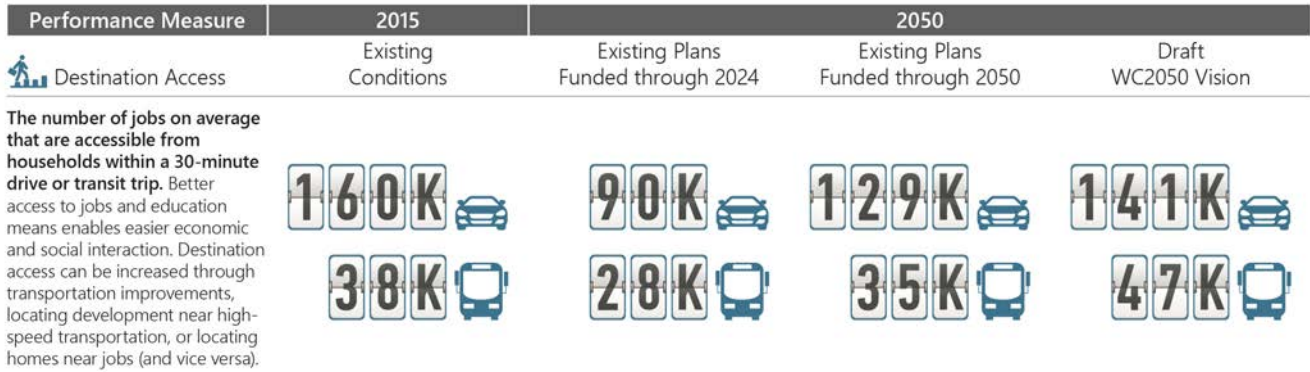 Performance Measure 2015 2050
Destination Access
Existing
Conditions
Existing Plans
Funded through 2024
Existing Plans
Funded through 2050
Draft
WC2050 Vision
The number of jobs on average
that are accessible from
households within a 30-minute
drive or transit trip. Better
access to jobs and education
means enables easier economic
and social interaction. Destination
access can be increased through
transportation improvements,
locating development near high-
speed transportation, or locating
homes near jobs (and vice versa).
160K 90K 129K 141K
38K 28K 35K 47K